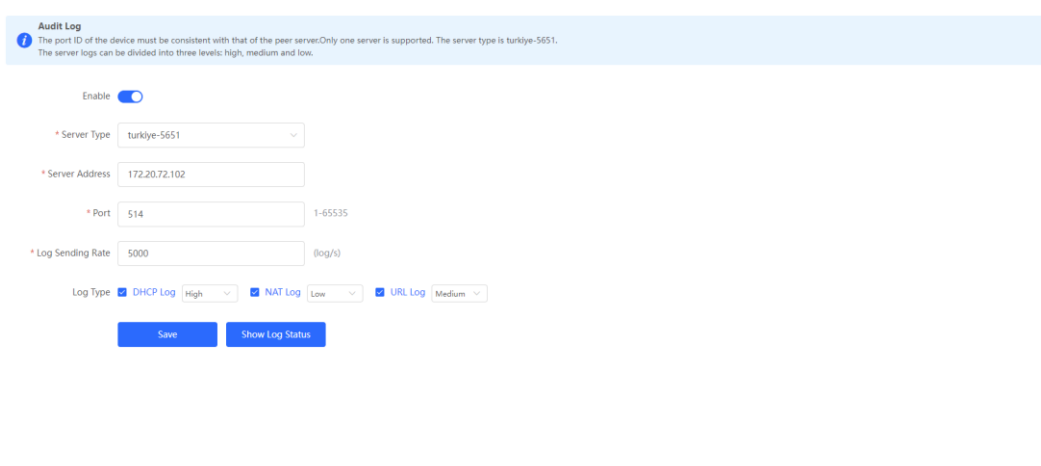 Audit Log
The port ID of the device must be consistent with that of the peer server.Only one server is supported. The server type is turkiye-5651.
The server logs can be divided into three levels: high, medium and low.
Enable
* Server Type turkiye-5651
* Server Address 172.20.72.102
* Port 514 1-65535
* Log Sending Rate 5000 (log/s)
Log Type DHCP Log High NAT Log Low URL Log Medium
Save Show Log Status